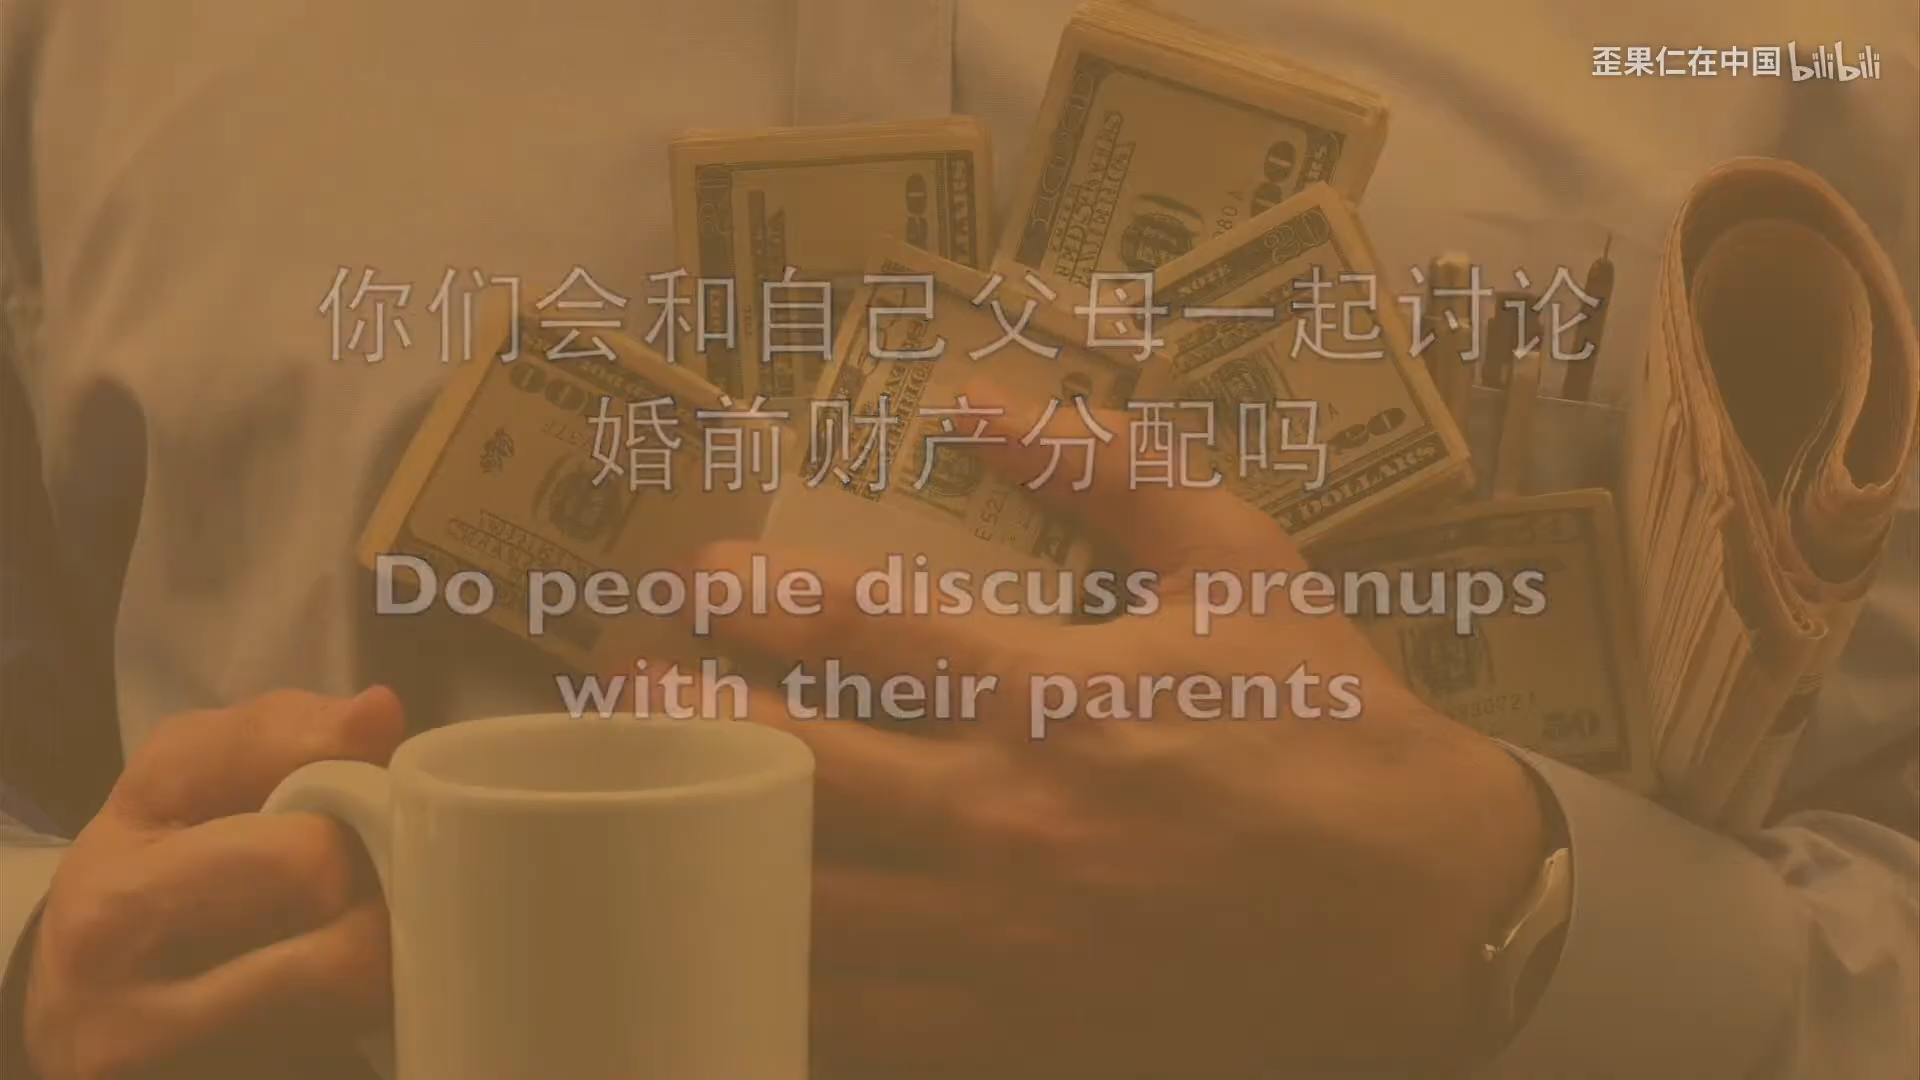 歪果仁在中国 bilibili
你们会和自己父母一起讨论
婚前财产分配吗
Do people discuss prenups
with their parents